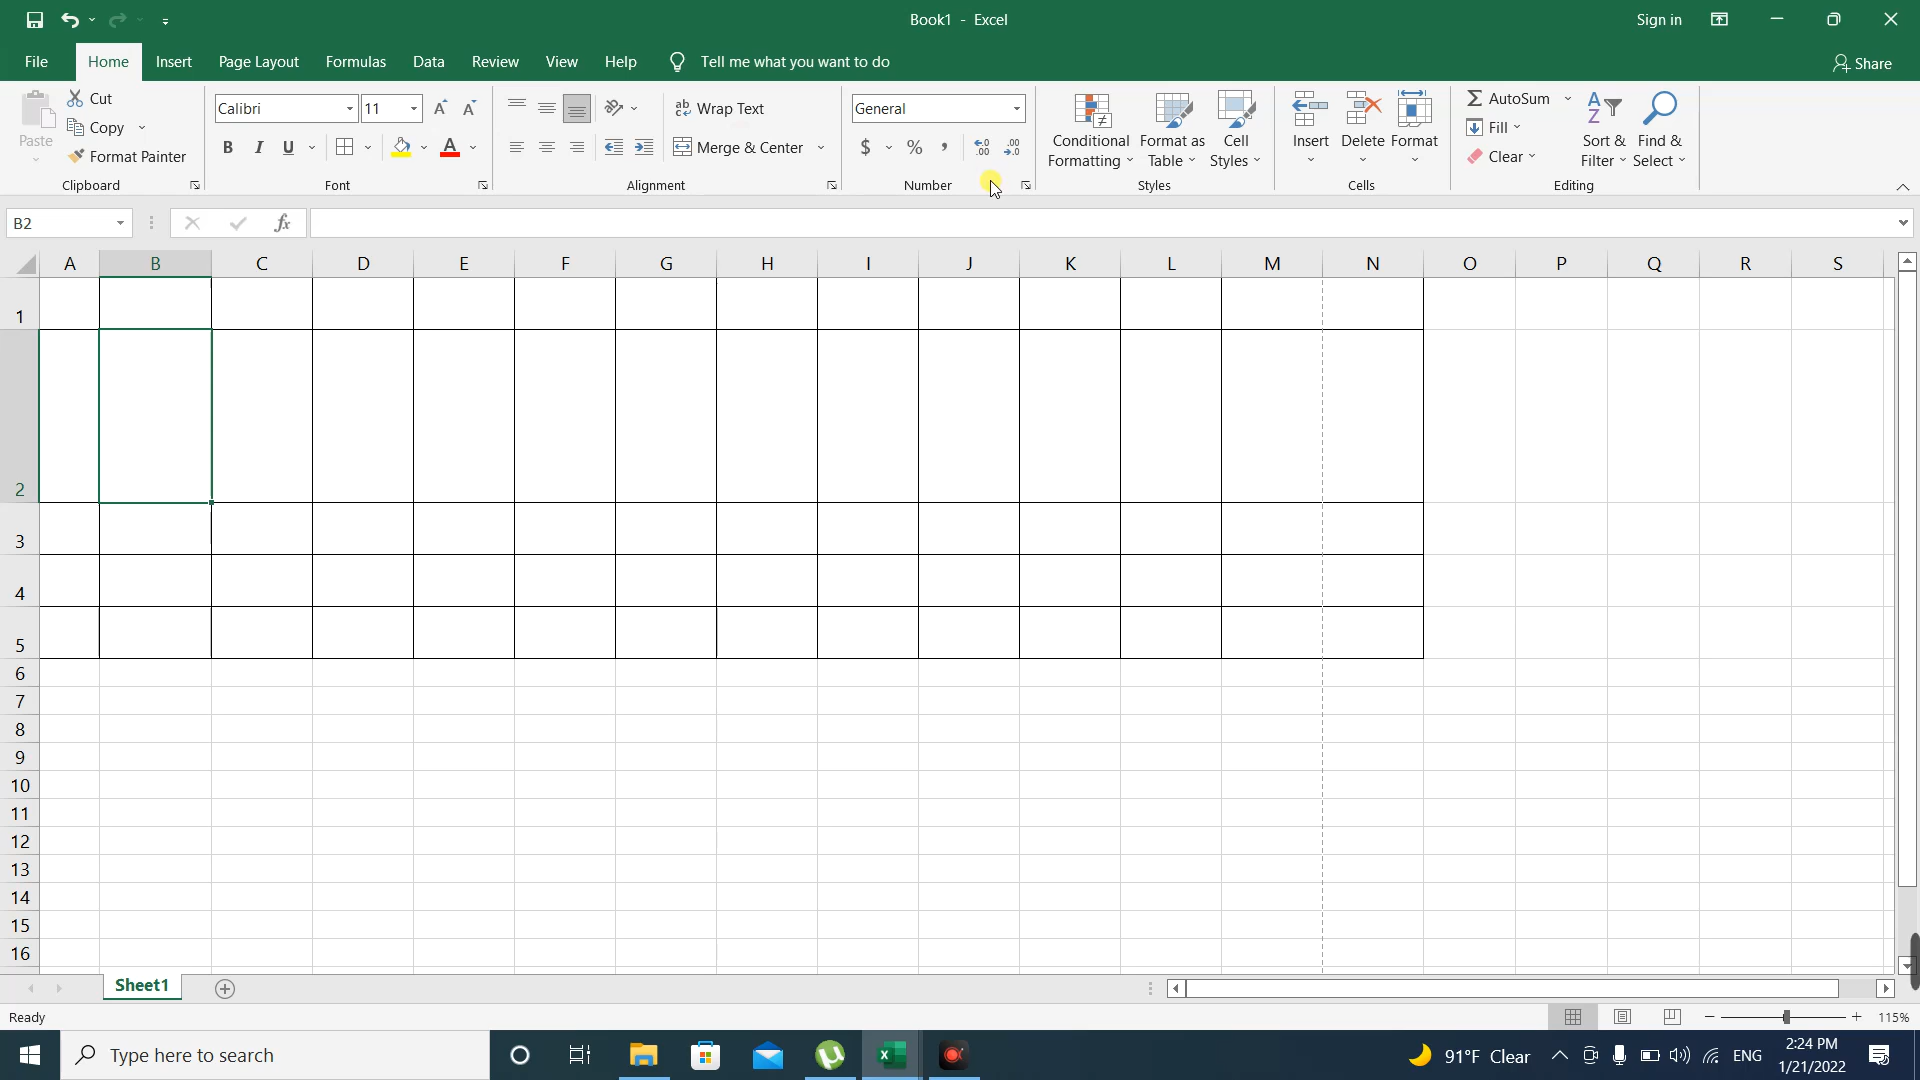 Book1 - Excel
Sign in
File Home Insert Page Layout Formulas Data Review View Help Tell me what you want to do
Share
Paste
Cut
Copy
Format Painter
Clipboard
Calibri 11
B I U A
Font
ab Wrap Text
Merge & Center
Alignment
General
$ % ,
Number
Conditional Formatting
Format as Table
Cell Styles
Styles
Insert
Delete
Format
Cells
AutoSum
Fill
Clear
Sort & Filter
Find & Select
Editing
B2 fx
A B C D E F G H I J K L M N O P Q R S
1
2
3
4
5
6
7
8
9
10
11
12
13
14
15
16
Sheet1
Ready
115%
Type here to search
91°F Clear
ENG
2:24 PM
1/21/2022